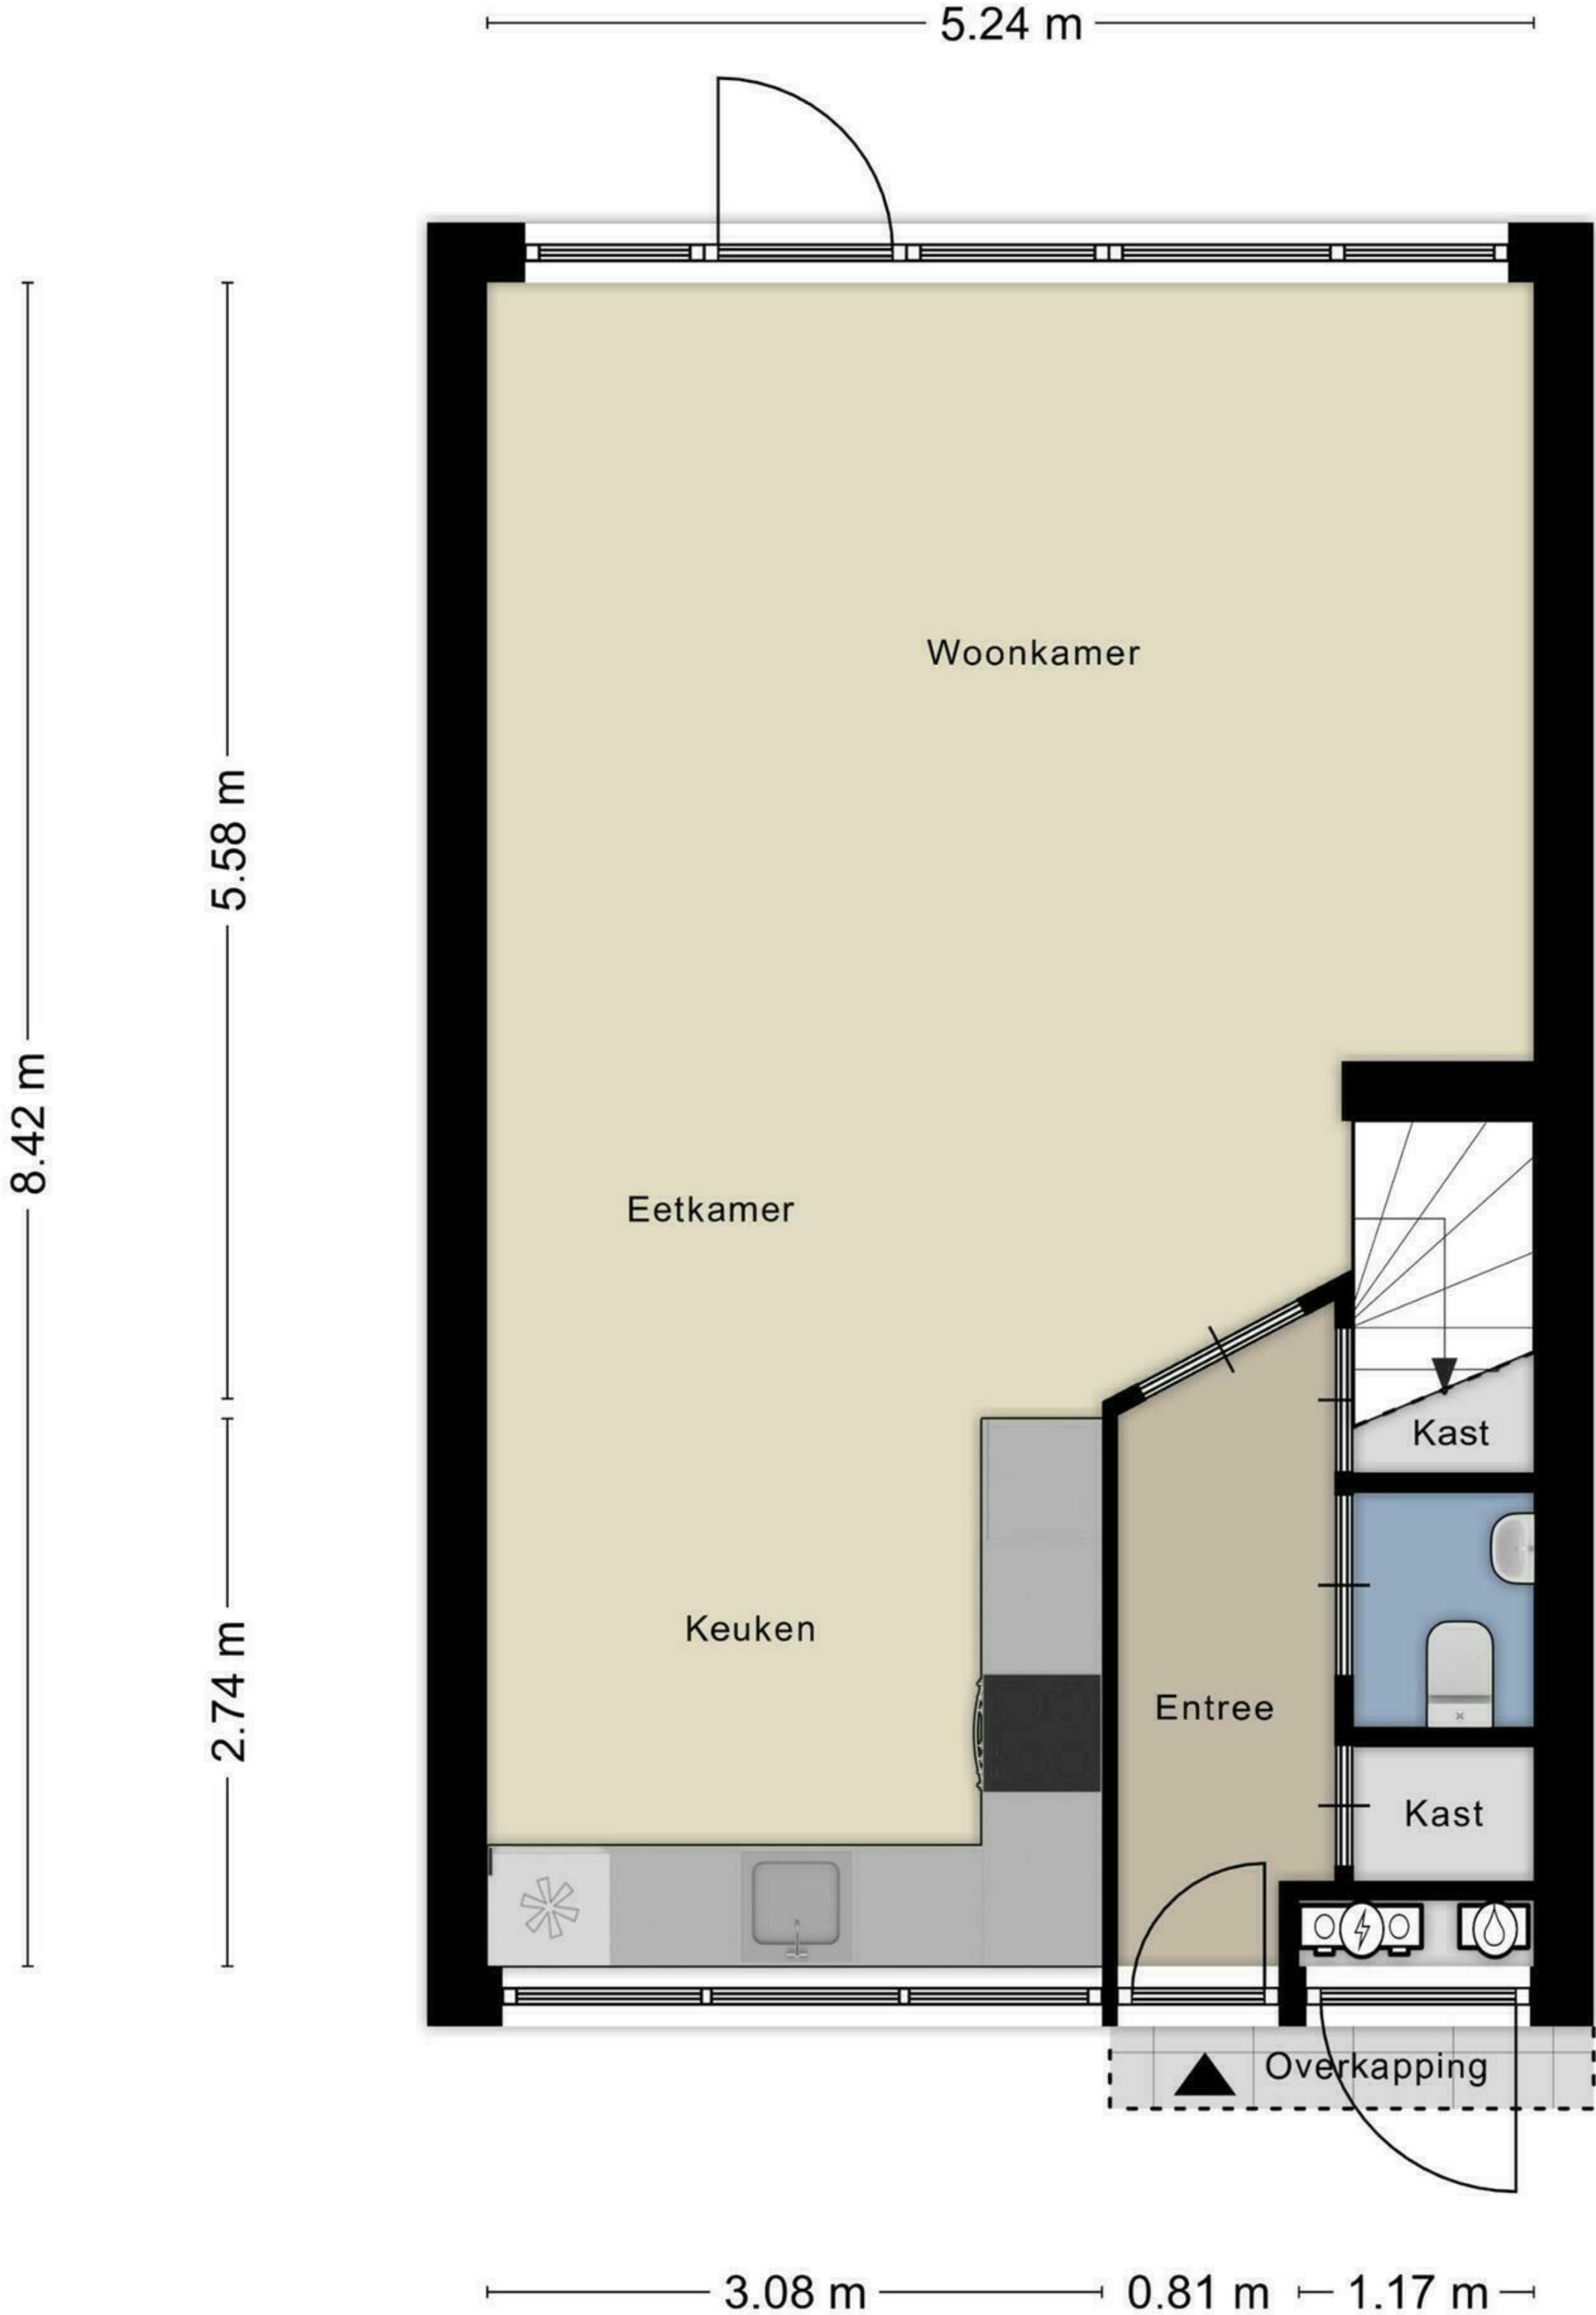 5.24 m
Woonkamer
5.58 m
8.42 m
Eetkamer
Kast
Keuken
2.74 m
Entree
Kast
Overkapping
3.08 m
0.81 m
1.17 m